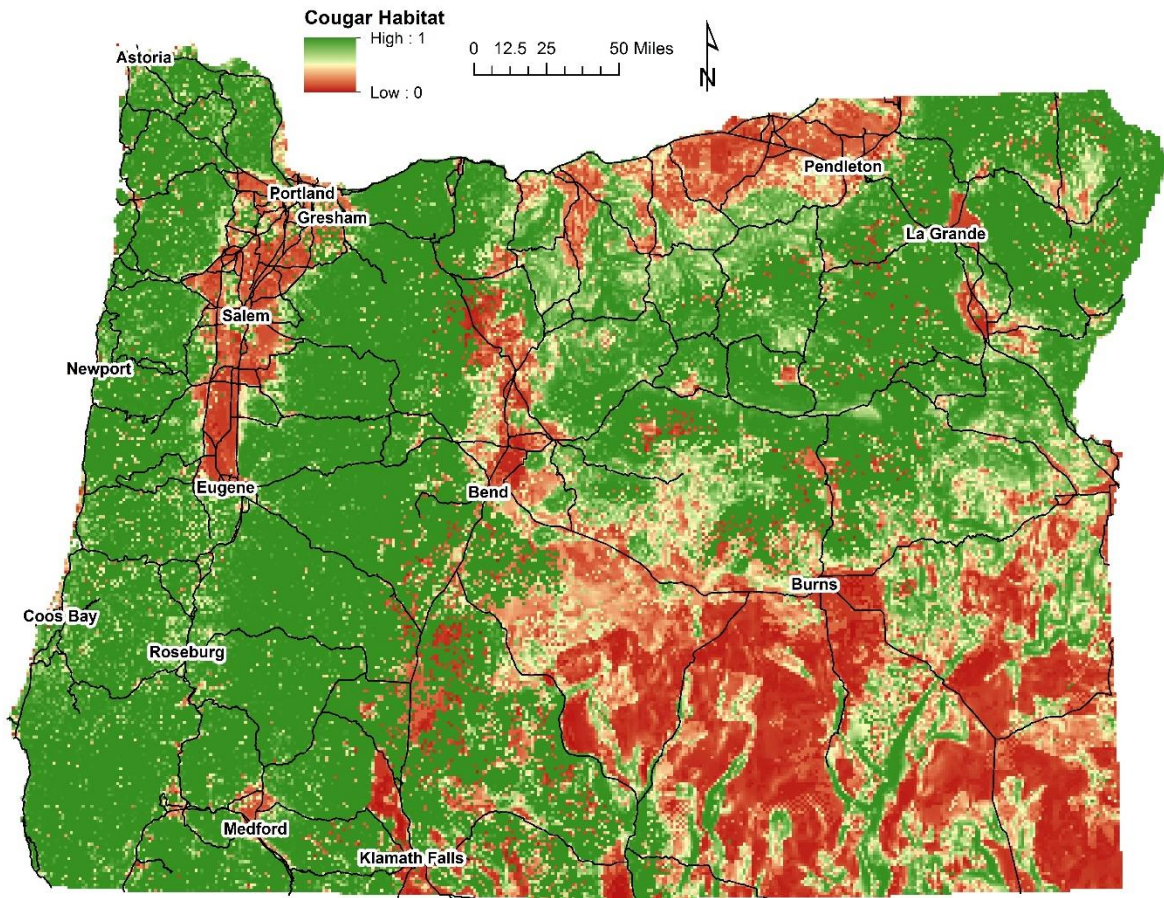 Cougar Habitat
High : 1
Low : 0
0 12.5 25 50 Miles
N
Astoria
Portland
Gresham
Pendleton
La Grande
Salem
Newport
Eugene
Bend
Burns
Coos Bay
Roseburg
Medford
Klamath Falls